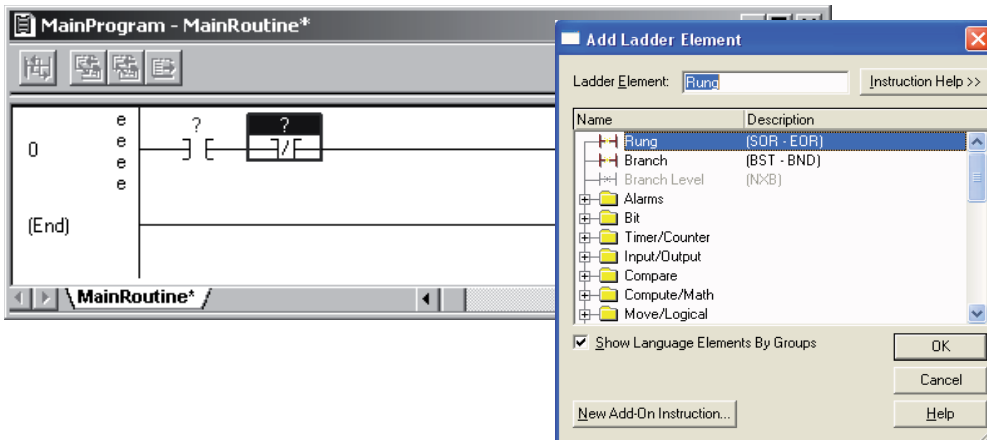 MainProgram - MainRoutine*
e
? ?
0
e
e
e
(End)
MainRoutine*
Add Ladder Element
Ladder Element: Rung
Instruction Help >>
Name Description
Rung (SOR - EOR)
Branch (BST - BND)
Branch Level (NXB)
Alarms
Bit
Timer/Counter
Input/Output
Compare
Compute/Math
Move/Logical
Show Language Elements By Groups
OK
Cancel
New Add-On Instruction...
Help